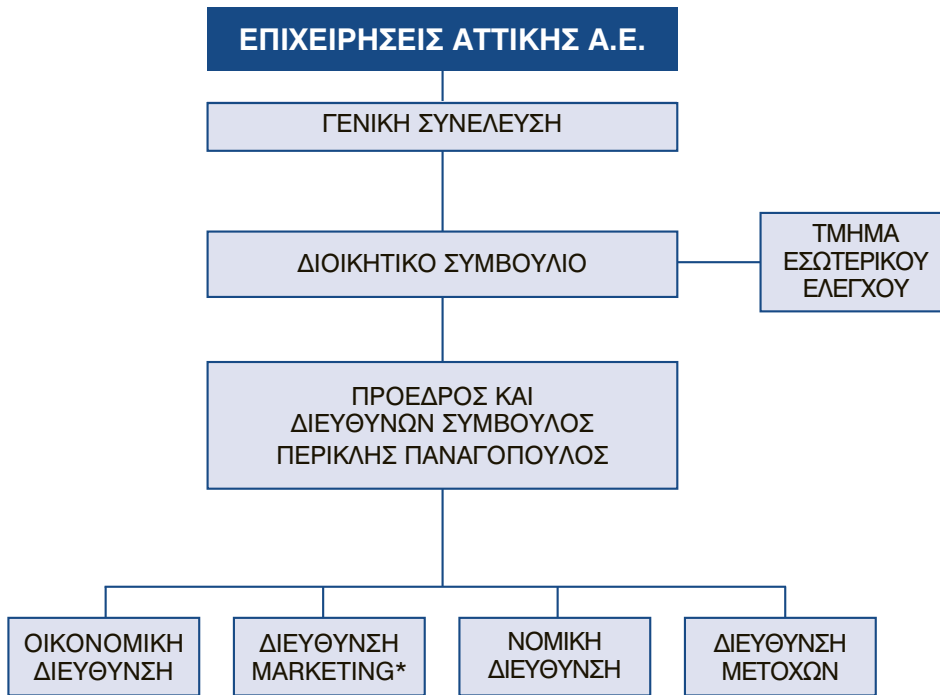 ΕΠΙΧΕΙΡΗΣΕΙΣ ΑΤΤΙΚΗΣ Α.Ε.
ΓΕΝΙΚΗ ΣΥΝΕΛΕΥΣΗ
ΔΙΟΙΚΗΤΙΚΟ ΣΥΜΒΟΥΛΙΟ
ΤΜΗΜΑ
ΕΣΩΤΕΡΙΚΟΥ
ΕΛΕΓΧΟΥ
ΠΡΟΕΔΡΟΣ ΚΑΙ
ΔΙΕΥΘΥΝΩΝ ΣΥΜΒΟΥΛΟΣ
ΠΕΡΙΚΛΗΣ ΠΑΝΑΓΟΠΟΥΛΟΣ
ΟΙΚΟΝΟΜΙΚΗ
ΔΙΕΥΘΥΝΣΗ
ΔΙΕΥΘΥΝΣΗ
MARKETING*
ΝΟΜΙΚΗ
ΔΙΕΥΘΥΝΣΗ
ΔΙΕΥΘΥΝΣΗ
ΜΕΤΟΧΩΝ